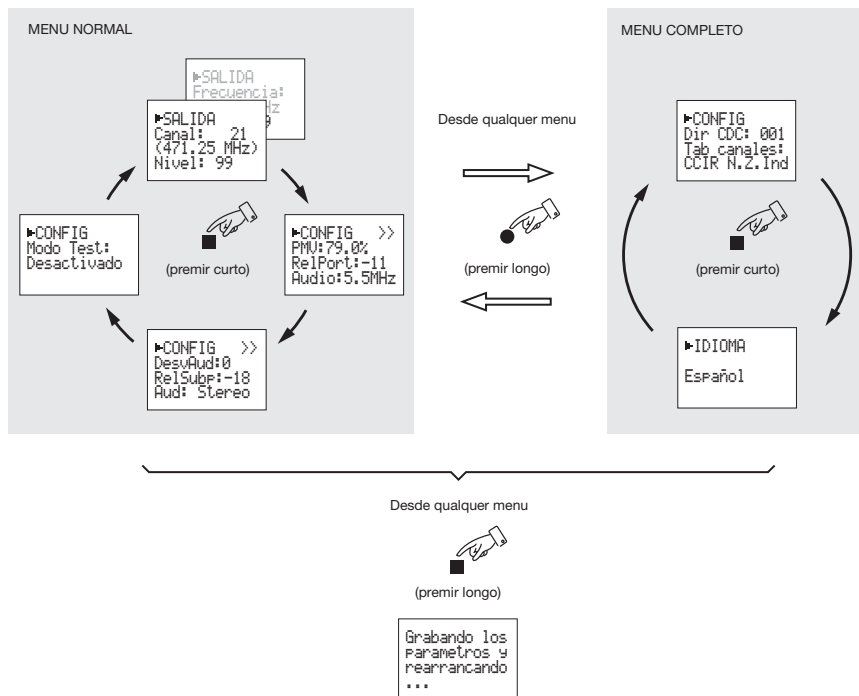 MENU NORMAL
▶SALIDA
Frecuencia:
Hz
9
▶SALIDA
Canal: 21
(471.25 MHz)
Nivel: 99
▶CONFIG
Modo Test:
Desactivado
(premir curto)
▶CONFIG >>
PMV:79.0%
RelPort:-11
Audio:5.5MHz
▶CONFIG >>
DesvAud:0
RelSubp:-18
Aud: Stereo
Desde qualquer menu
(premir longo)
MENU COMPLETO
▶CONFIG
Dir CDC: 001
Tab canales:
CCIR N.Z.Ind
(premir curto)
▶IDIOMA
Español
Desde qualquer menu
(premir longo)
Grabando los
parametros y
rearrancando
...